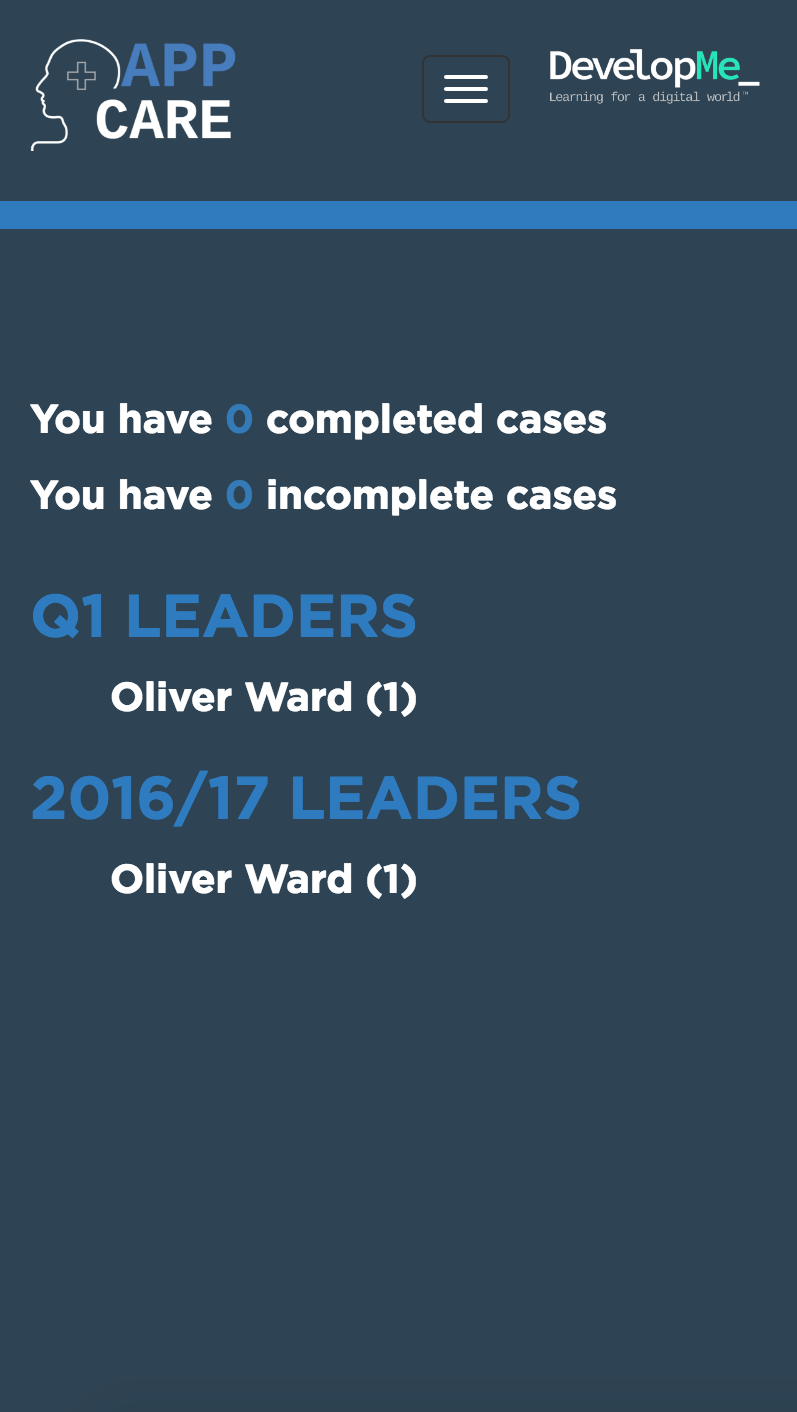 APP
CARE
DevelopMe_
Learning for a digital world™
You have 0 completed cases
You have 0 incomplete cases
Q1 LEADERS
Oliver Ward (1)
2016/17 LEADERS
Oliver Ward (1)